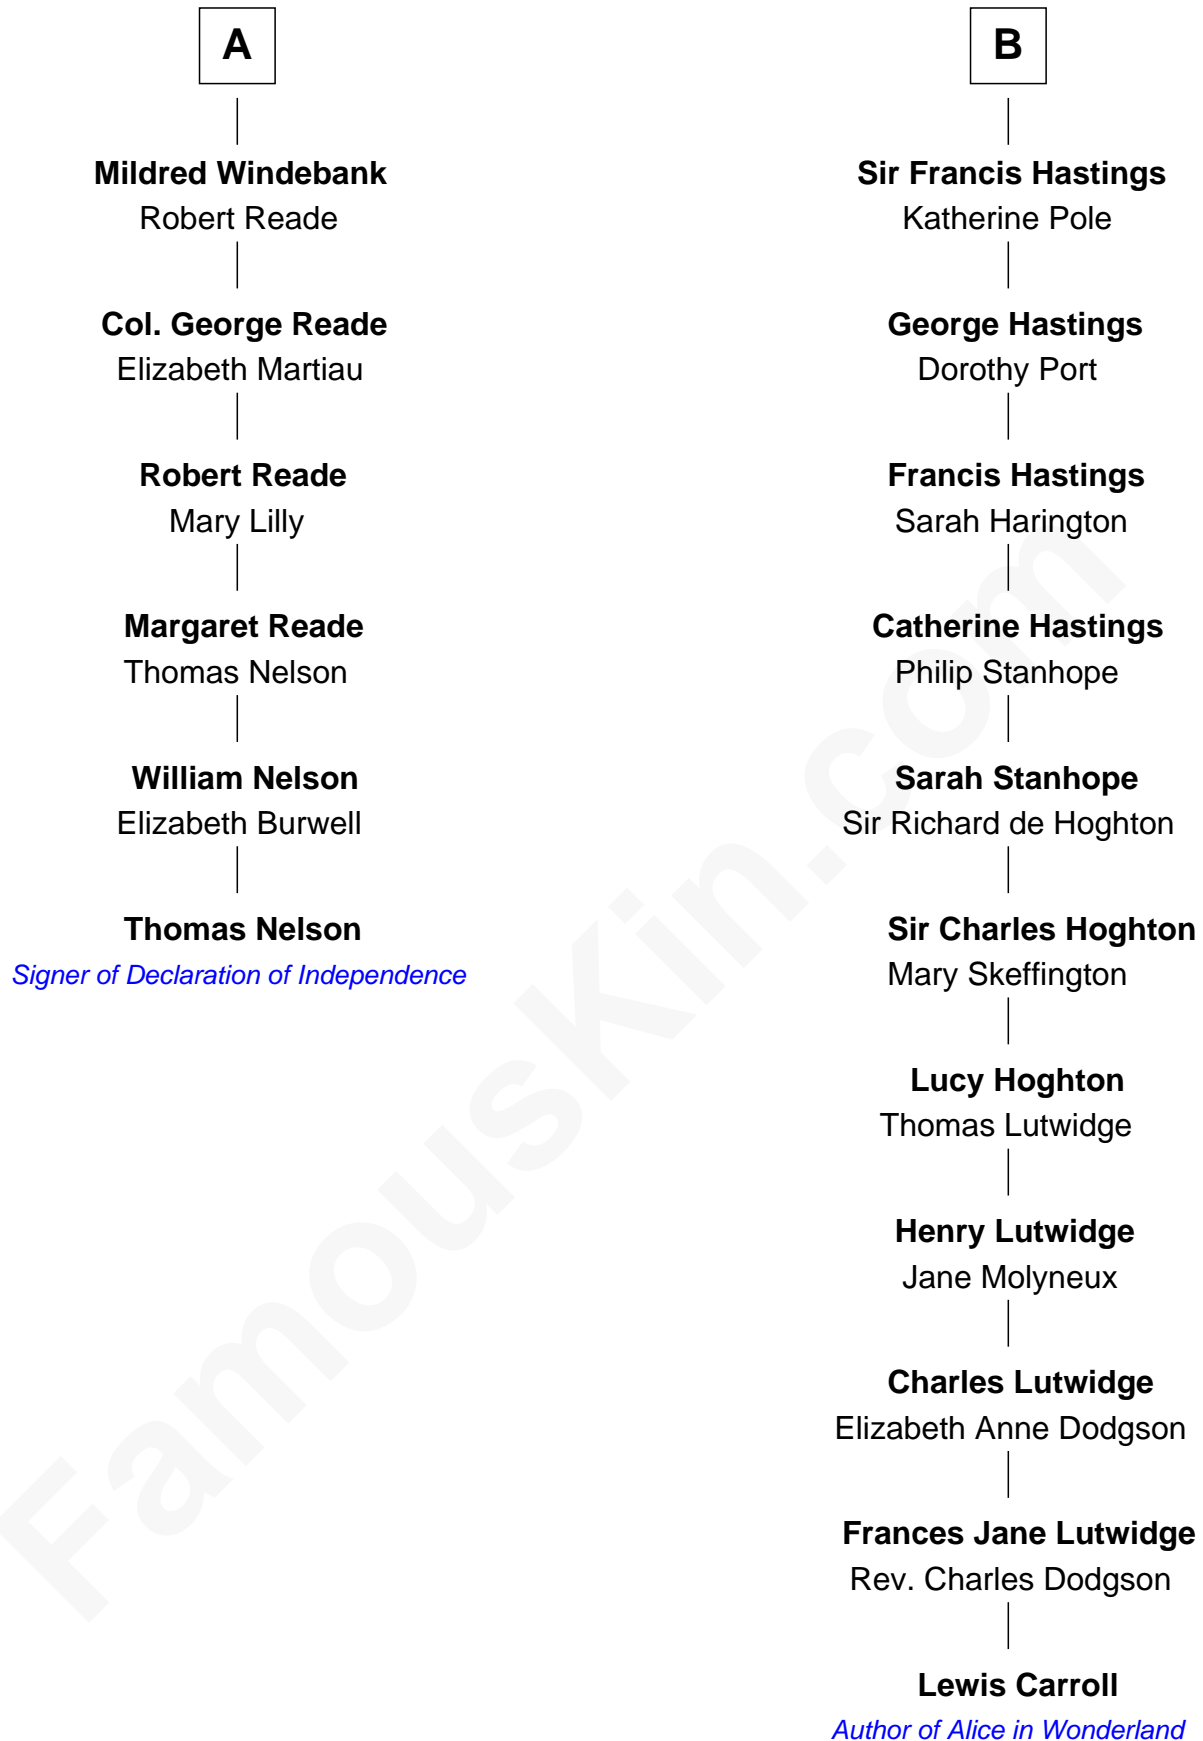 A
Mildred Windebank
Robert Reade
Col. George Reade
Elizabeth Martiau
Robert Reade
Mary Lilly
Margaret Reade
Thomas Nelson
William Nelson
Elizabeth Burwell
Thomas Nelson
Signer of Declaration of Independence
B
Sir Francis Hastings
Katherine Pole
George Hastings
Dorothy Port
Francis Hastings
Sarah Harington
Catherine Hastings
Philip Stanhope
Sarah Stanhope
Sir Richard de Hoghton
Sir Charles Hoghton
Mary Skeffington
Lucy Hoghton
Thomas Lutwidge
Henry Lutwidge
Jane Molyneux
Charles Lutwidge
Elizabeth Anne Dodgson
Frances Jane Lutwidge
Rev. Charles Dodgson
Lewis Carroll
Author of Alice in Wonderland
FamousKin.com